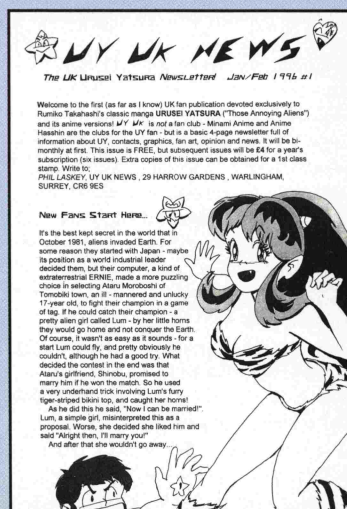 UY UK NEWS
The UK Urusei Yatsura Newsletter! Jan/Feb 1996 #1
Welcome to the first (as far as I know) UK fan publication devoted exclusively to
Rumiko Takahashi's classic manga URUSEI YATSURA ("Those Annoying Aliens")
and its anime versions! UY UK is not a fan club - Minami Anime and Anime
Hasshin are the clubs for the UY fan - but is a basic 4-page newsletter full of
information about UY, contacts, graphics, fan art, opinion and news. It will be bi-
monthly at first. This issue is FREE, but subsequent issues will be £4 for a year's
subscription (six issues). Extra copies of this issue can be obtained for a 1st class
stamp. Write to;
PHIL LASKEY, UY UK NEWS , 29 HARROW GARDENS , WARLINGHAM,
SURREY, CR6 9ES
New Fans Start Here...
It's the best kept secret in the world that in
October 1981, aliens invaded Earth. For
some reason they started with Japan - maybe
its position as a world industrial leader
decided them, but their computer, a kind of
extraterrestrial ERNIE, made a more puzzling
choice in selecting Ataru Moroboshi of
Tomobiki town, an ill - mannered and unlucky
17-year old, to fight their champion in a game
of tag. If he could catch their champion - a
pretty alien girl called Lum - by her little horns
they would go home and not conquer the Earth.
Of course, it wasn't as easy as it sounds - for a
start Lum could fly, and pretty obviously he
couldn't, although he had a good try. What
decided the contest in the end was that
Ataru's girlfriend, Shinobu, promised to
marry him if he won the match. So he used
a very underhand trick involving Lum's furry
tiger-striped bikini top, and caught her horns!
As he did this he said, "Now I can be married!".
Lum, a simple girl, misinterpreted this as a
proposal. Worse, she decided she liked him and
said "Alright then, I'll marry you!"
And after that she wouldn't go away...